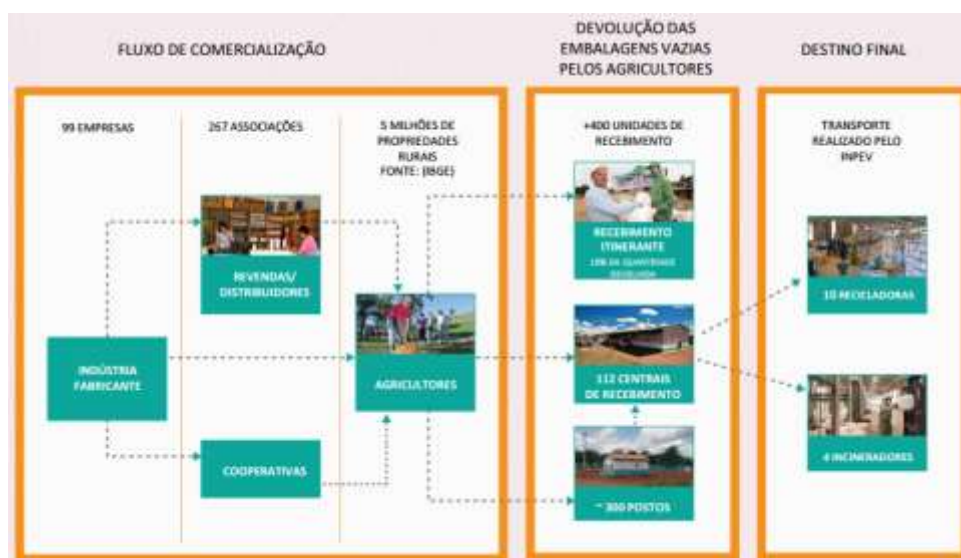 FLUXO DE COMERCIALIZAÇÃO
DEVOLUÇÃO DAS
EMBALAGENS VAZIAS
PELOS AGRICULTORES
DESTINO FINAL
99 EMPRESAS
267 ASSOCIAÇÕES
5 MILHÕES DE
PROPRIEDADES
RURAIS
FONTE: (IBGE)
+400 UNIDADES DE
RECEBIMENTO
TRANSPORTE
REALIZADO PELO
INPEV
REVENDAS/
DISTRIBUIDORES
INDÚSTRIA
FABRICANTE
AGRICULTORES
COOPERATIVAS
RECEBIMENTO
ITINERANTE
DA QUANTIDADE
112 CENTRAIS
DE RECEBIMENTO
~ 300 POSTOS
10 RECICLADORAS
4 INCINERADORES